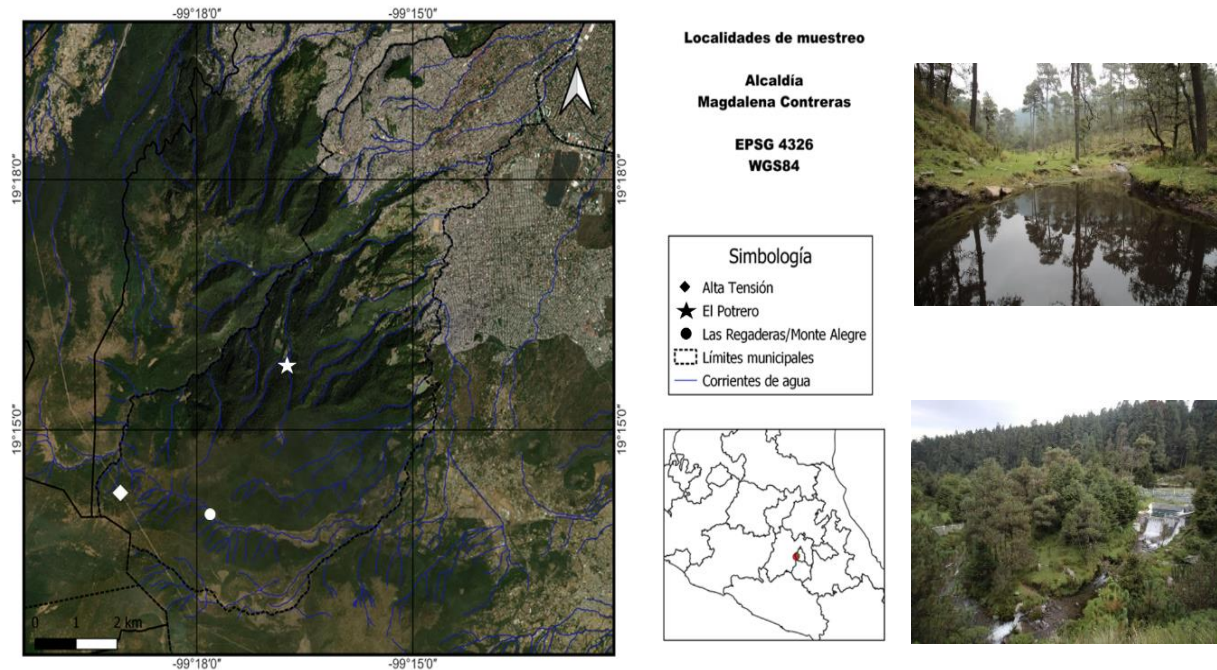 -99°18'0"
-99°15'0"
19°18'0"
19°18'0"
19°15'0"
19°15'0"
0 1 2 km
-99°18'0"
-99°15'0"
Localidades de muestreo
Alcaldía
Magdalena Contreras
EPSG 4326
WGS84
Simbología
Alta Tensión
El Potrero
Las Regaderas/Monte Alegre
Límites municipales
Corrientes de agua